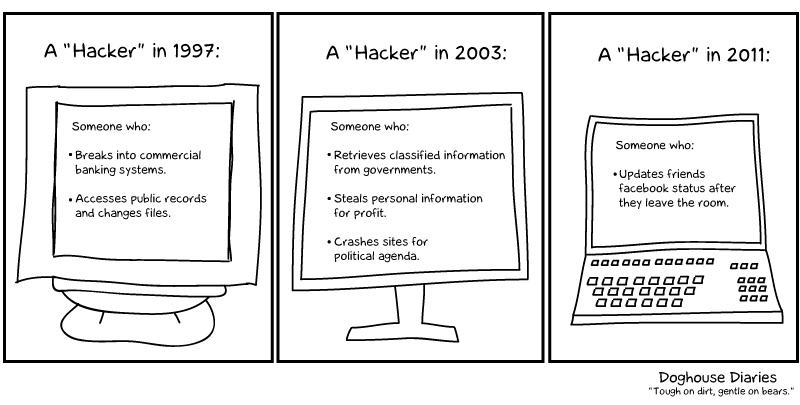 A "Hacker" in 1997:
Someone who:
• Breaks into commercial
banking systems.
• Accesses public records
and changes files.
A "Hacker" in 2003:
Someone who:
• Retrieves classified information
from governments.
• Steals personal information
for profit.
• Crashes sites for
political agenda.
A "Hacker" in 2011:
Someone who:
• Updates friends
facebook status after
they leave the room.
Doghouse Diaries
"Tough on dirt, gentle on bears."